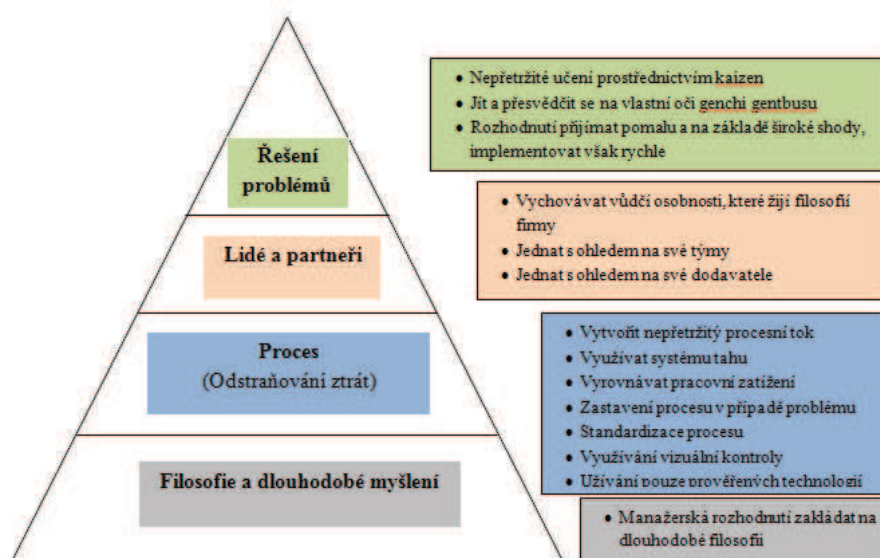 Řešení
problémů
Lidé a partneři
Proces
(Odstraňování ztrát)
Filosofie a dlouhodobé myšlení
• Nepřetržité učení prostřednictvím kaizen
• Jít a přesvědčit se na vlastní oči genchi gentbusu
• Rozhodnutí přijímat pomalu a na základě široké shody,
implementovat však rychle
• Vychovávat vůdčí osobnosti, které žijí filosofií
firmy
• Jednat s ohledem na své týmy
• Jednat s ohledem na své dodavatele
• Vytvořit nepřetržitý procesní tok
• Využívat systému tahu
• Vyrovnávat pracovní zatížení
• Zastavení procesu v případě problému
• Standardizace procesu
• Využívání vizuální kontroly
• Užívání pouze prověřených technologií
• Manažerská rozhodnutí zakládat na
dlouhodobé filosofii